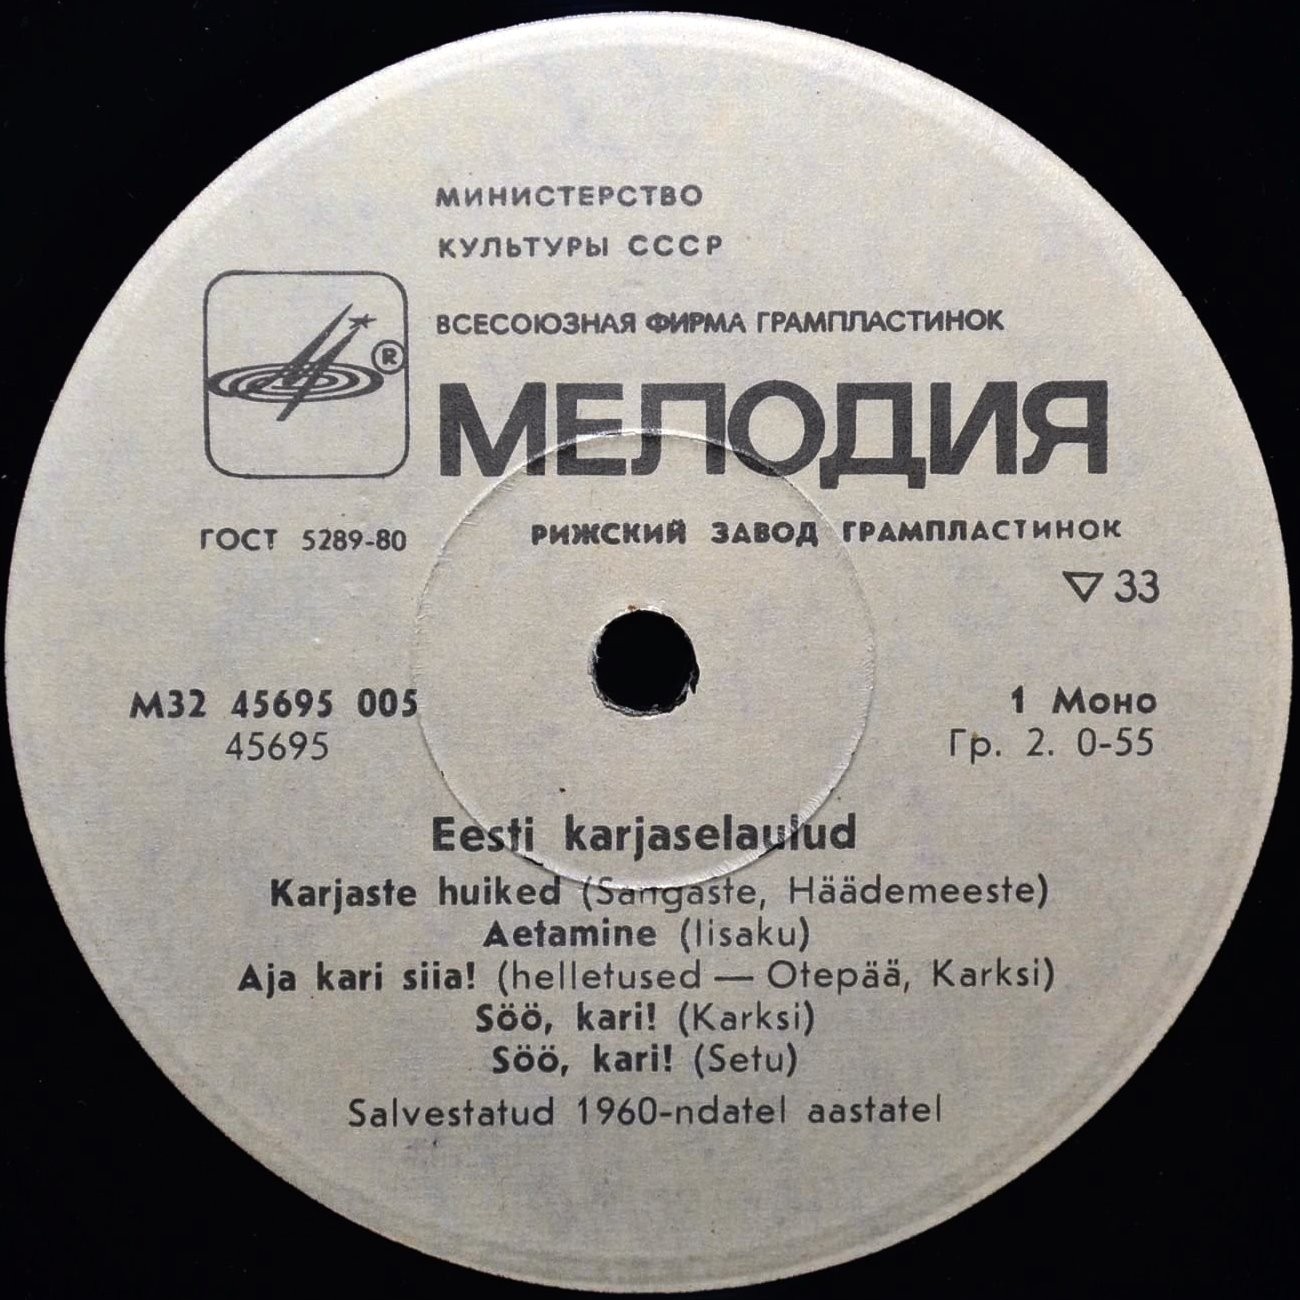 МИНИСТЕРСТВО
КУЛЬТУРЫ СССР
ВСЕСОЮЗНАЯ ФИРМА ГРАМПЛАСТИНОК
®
МЕЛОДИЯ
ГОСТ 5289-80
РИЖСКИЙ ЗАВОД ГРАМПЛАСТИНОК
▽ 33
М32 45695 005
45695
1 Моно
Гр. 2. 0-55
Eesti karjaselaulud
Karjaste huiked (Sangaste, Häädemeeste)
Aetamine (Iisaku)
Aja kari siia! (helletused — Otepää, Karksi)
Söö, kari! (Karksi)
Söö, kari! (Setu)
Salvestatud 1960-ndatel aastatel